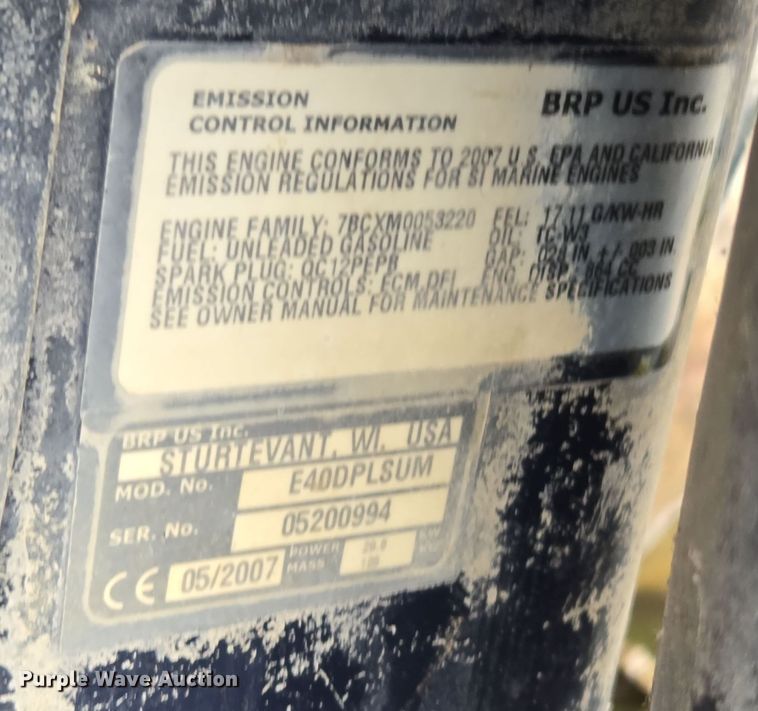 EMISSION
CONTROL INFORMATION
BRP US Inc.
THIS ENGINE CONFORMS TO 2007 U.S. EPA AND CALIFORNIA
EMISSION REGULATIONS FOR SI MARINE ENGINES
ENGINE FAMILY: 7BCXM0053220 FEL: 17.11 G/KW-HR
FUEL: UNLEADED GASOLINE OIL: TC-W3
SPARK PLUG: QC12PEPB GAP: .028 IN. +/-.003 IN.
EMISSION CONTROLS: ECM,DFI ENG. DISP.: 864 CC
SEE OWNER MANUAL FOR MAINTENANCE SPECIFICATIONS
BRP US Inc.
STURTEVANT, WI, USA
MOD. No. E40DPLSUM
SER. No. 05200994
CE 05/2007
POWER
MASS
Purple Wave Auction